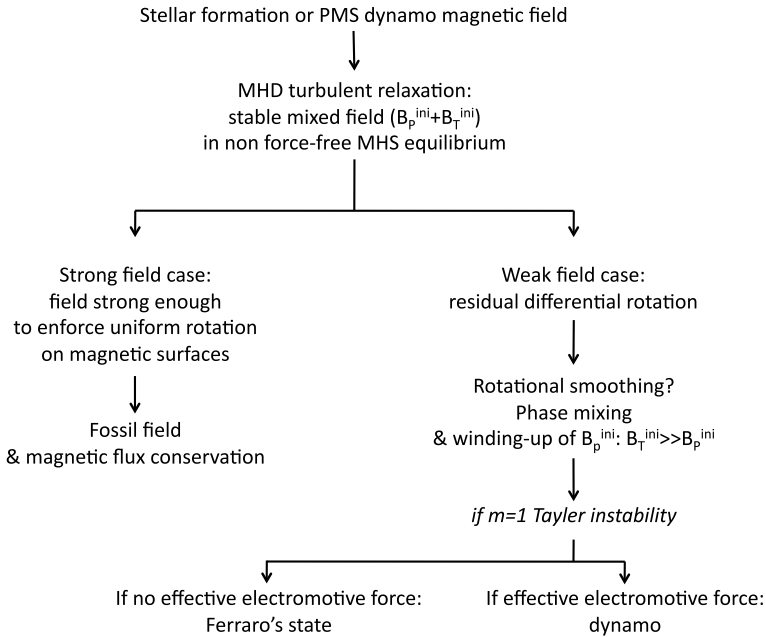 Stellar formation or PMS dynamo magnetic field
MHD turbulent relaxation:
stable mixed field (B_P^ini+B_T^ini)
in non force-free MHS equilibrium
Strong field case:
field strong enough
to enforce uniform rotation
on magnetic surfaces
Fossil field
& magnetic flux conservation
Weak field case:
residual differential rotation
Rotational smoothing?
Phase mixing
& winding-up of B_p^ini: B_T^ini>>B_P^ini
if m=1 Tayler instability
If no effective electromotive force:
Ferraro’s state
If effective electromotive force:
dynamo